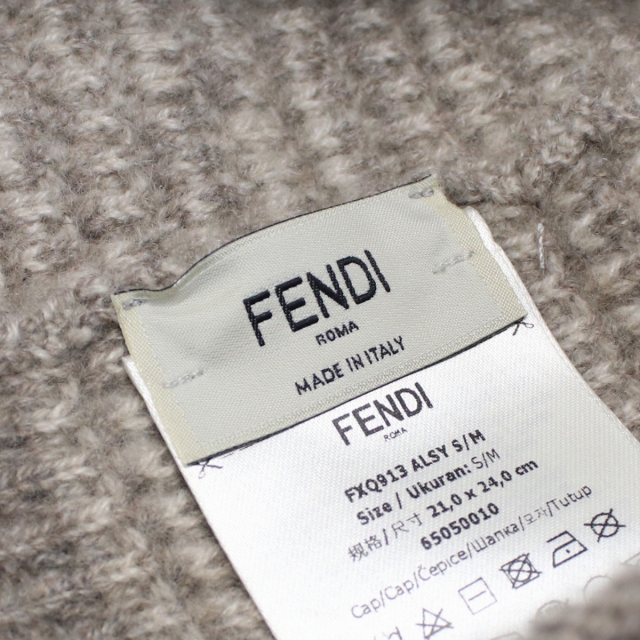 FENDI
ROMA
MADE IN ITALY
FENDI
ROMA
FXQ913 ALSY S/M
Size / Ukuran: S/M
规格/尺寸 21,0 x 24,0 cm
65050010
Cap/Cap/Čepice/Шапка/모자/Tutup